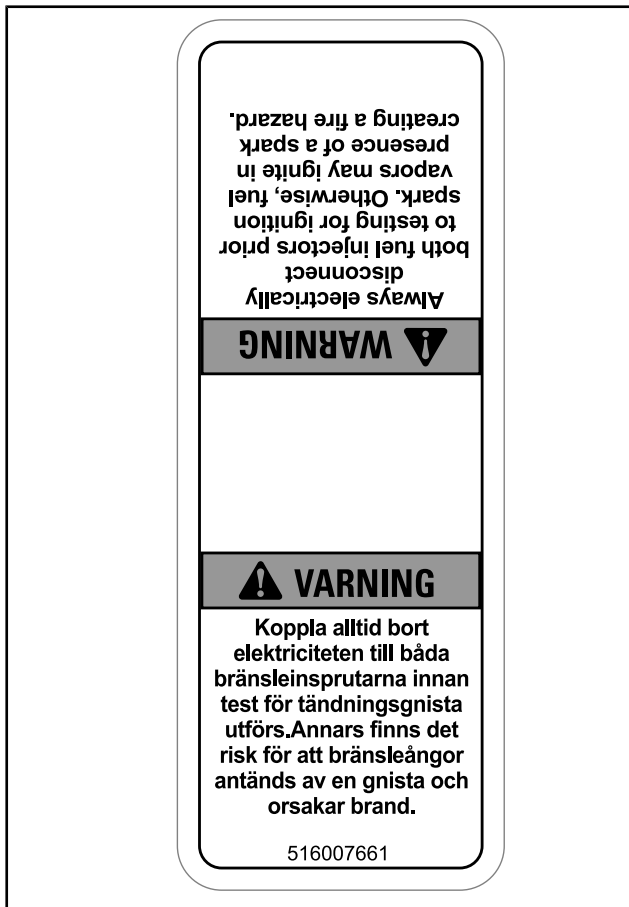 WARNING
Always electrically
disconnect
both fuel injectors prior
to testing for ignition
spark. Otherwise, fuel
vapors may ignite in
presence of a spark
creating a fire hazard.
VARNING
Koppla alltid bort
elektriciteten till båda
bränsleinsprutarna innan
test för tändningsgnista
utförs.Annars finns det
risk för att bränsleångor
antänds av en gnista och
orsakar brand.
516007661